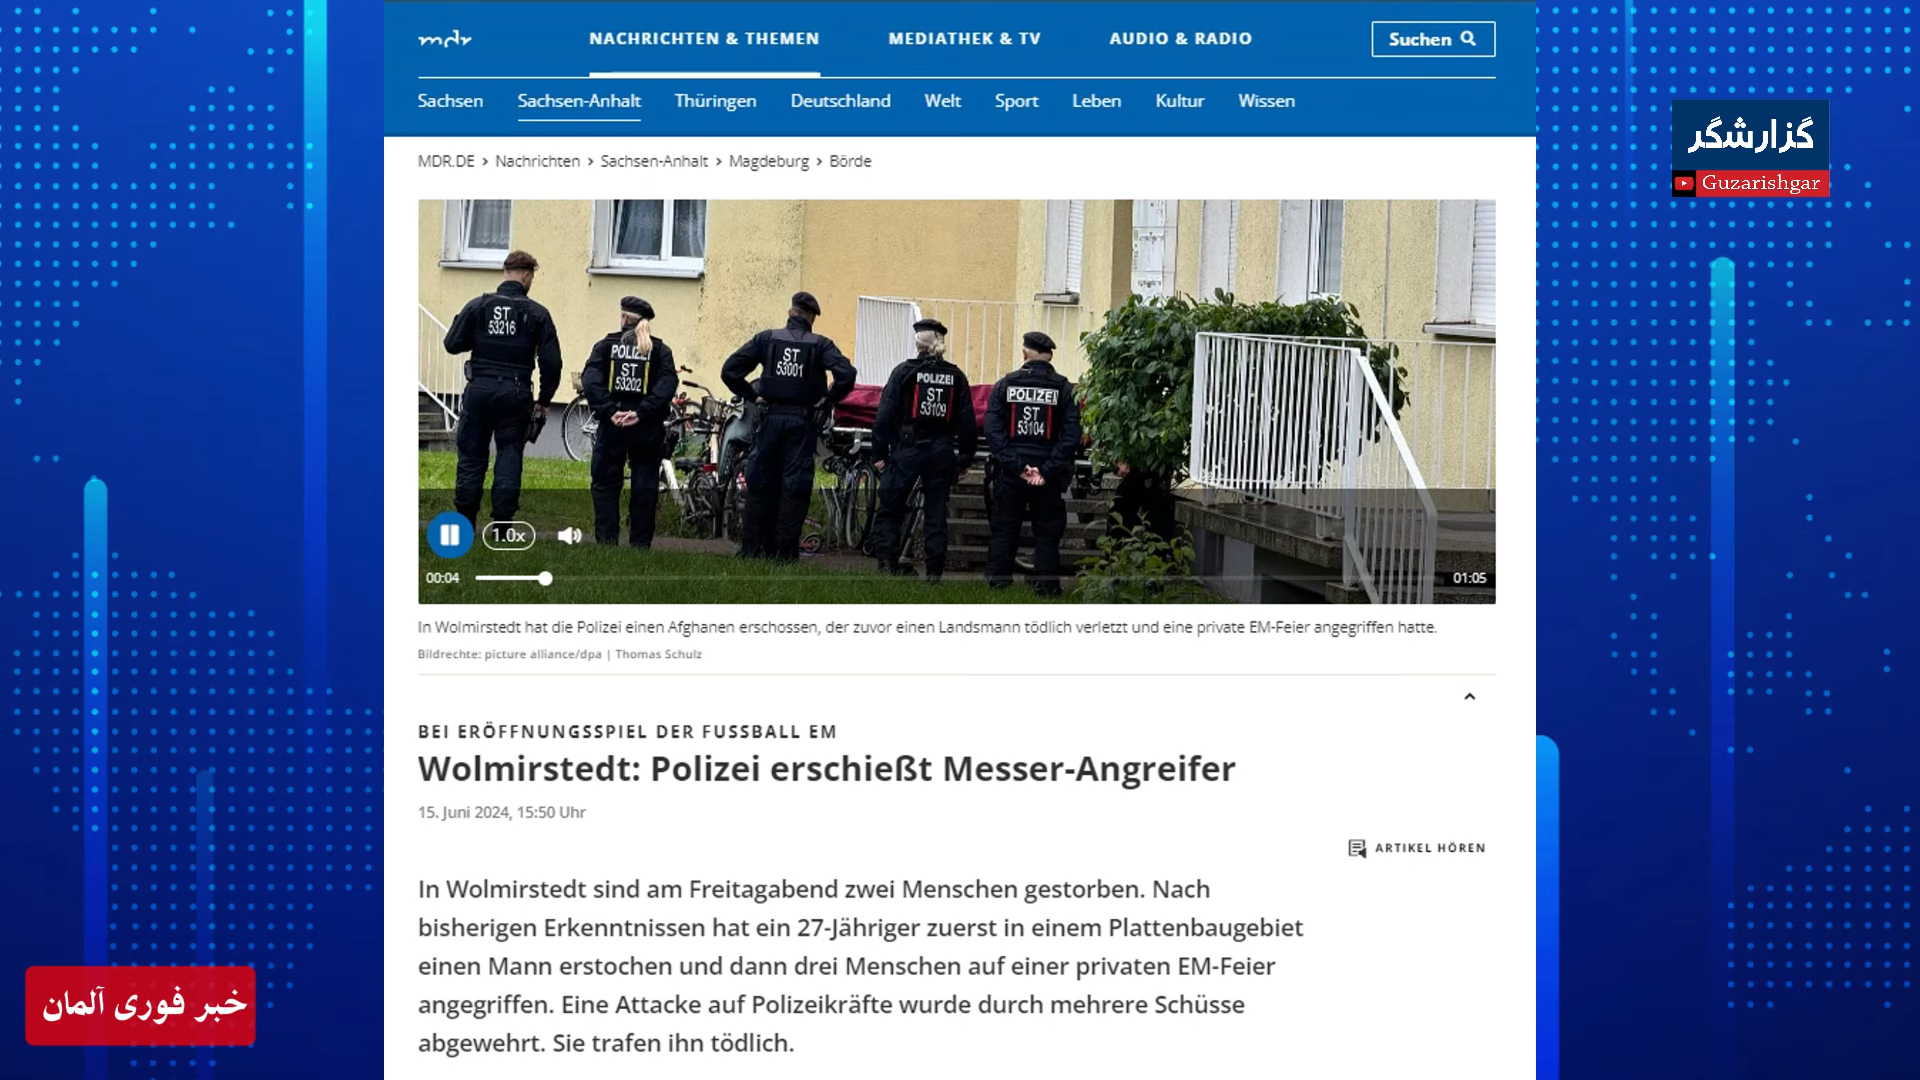 mdr
NACHRICHTEN & THEMEN
MEDIATHEK & TV
AUDIO & RADIO
Suchen
Sachsen
Sachsen-Anhalt
Thüringen
Deutschland
Welt
Sport
Leben
Kultur
Wissen
گزارشگر
Guzarishgar
MDR.DE > Nachrichten > Sachsen-Anhalt > Magdeburg > Börde
ST
53216
POLIZEI
ST
53202
ST
53001
POLIZEI
ST
53109
POLIZEI
ST
53104
1.0x
00:04
01:05
In Wolmirstedt hat die Polizei einen Afghanen erschossen, der zuvor einen Landsmann tödlich verletzt und eine private EM-Feier angegriffen hatte.
Bildrechte: picture alliance/dpa | Thomas Schulz
BEI ERÖFFNUNGSSPIEL DER FUSSBALL EM
Wolmirstedt: Polizei erschießt Messer-Angreifer
15. Juni 2024, 15:50 Uhr
ARTIKEL HÖREN
In Wolmirstedt sind am Freitagabend zwei Menschen gestorben. Nach
bisherigen Erkenntnissen hat ein 27-Jähriger zuerst in einem Plattenbaugebiet
einen Mann erstochen und dann drei Menschen auf einer privaten EM-Feier
angegriffen. Eine Attacke auf Polizeikräfte wurde durch mehrere Schüsse
abgewehrt. Sie trafen ihn tödlich.
خبر فوری آلمان